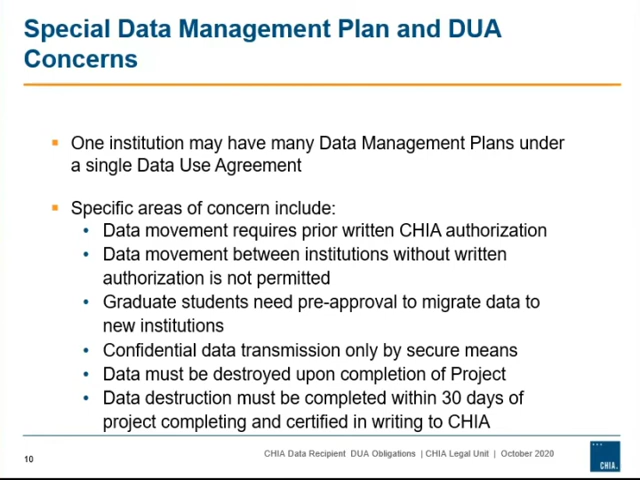 Special Data Management Plan and DUA
Concerns
▪ One institution may have many Data Management Plans under
a single Data Use Agreement
▪ Specific areas of concern include:
• Data movement requires prior written CHIA authorization
• Data movement between institutions without written
authorization is not permitted
• Graduate students need pre-approval to migrate data to
new institutions
• Confidential data transmission only by secure means
• Data must be destroyed upon completion of Project
• Data destruction must be completed within 30 days of
project completing and certified in writing to CHIA
10
CHIA Data Recipient DUA Obligations | CHIA Legal Unit | October 2020
CHIA.